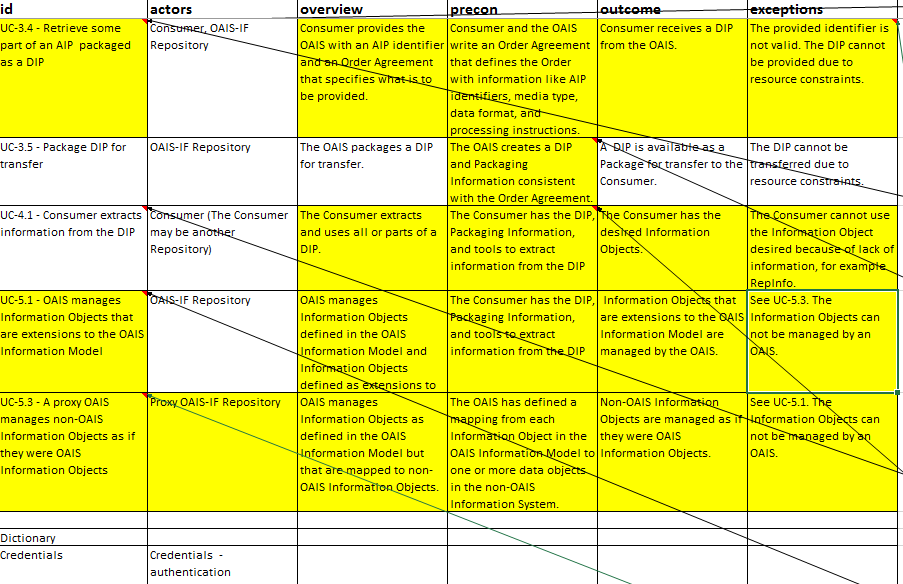 id actors overview precon outcome exceptions
UC-3.4 - Retrieve some
part of an AIP  packaged
as a DIP
Consumer, OAIS-IF
Repository
Consumer provides the
OAIS with an AIP identifier
and an Order Agreement
that specifies what is to
be provided.
Consumer and the OAIS
write an Order Agreement
that defines the Order
with information like AIP
identifiers, media type,
data format, and
processing instructions.
Consumer receives a DIP
from the OAIS.
The provided identifier is
not valid. The DIP cannot
be provided due to
resource constraints.
UC-3.5 - Package DIP for
transfer
OAIS-IF Repository
The OAIS packages a DIP
for transfer.
The OAIS creates a DIP
and Packaging
Information consistent
with the Order Agreement.
A  DIP is available as a
Package for transfer to the
Consumer.
The DIP cannot be
transferred due to
resource constraints.
UC-4.1 - Consumer extracts
information from the DIP
Consumer (The Consumer
may be another
Repository)
The Consumer extracts
and uses all or parts of a
DIP.
The Consumer has the DIP,
Packaging Information,
and tools to extract
information from the DIP
The Consumer has the
desired Information
Objects.
The Consumer cannot use
the Information Object
desired because of lack of
information, for example
RepInfo.
UC-5.1 - OAIS manages
Information Objects that
are extensions to the OAIS
Information Model
OAIS-IF Repository
OAIS manages
Information Objects
defined in the OAIS
Information Model and
Information Objects
defined as extensions to
The Consumer has the DIP,
Packaging Information,
and tools to extract
information from the DIP
Information Objects that
are extensions to the OAIS
Information Model are
managed by the OAIS.
See UC-5.3. The
Information Objects can
not be managed by an
OAIS.
UC-5.3 - A proxy OAIS
manages non-OAIS
Information Objects as if
they were OAIS
Information Objects
Proxy OAIS-IF Repository
OAIS manages
Information Objects as
defined in the OAIS
Information Model but
that are mapped to non-
OAIS Information Objects.
The OAIS has defined a
mapping from each
Information Object in the
OAIS Information Model to
one or more data objects
in the non-OAIS
Information System.
Non-OAIS Information
Objects are managed as if
they were OAIS
Information Objects.
See UC-5.1. The
Information Objects can
not be managed by an
OAIS.
Dictionary
Credentials
Credentials  -
authentication